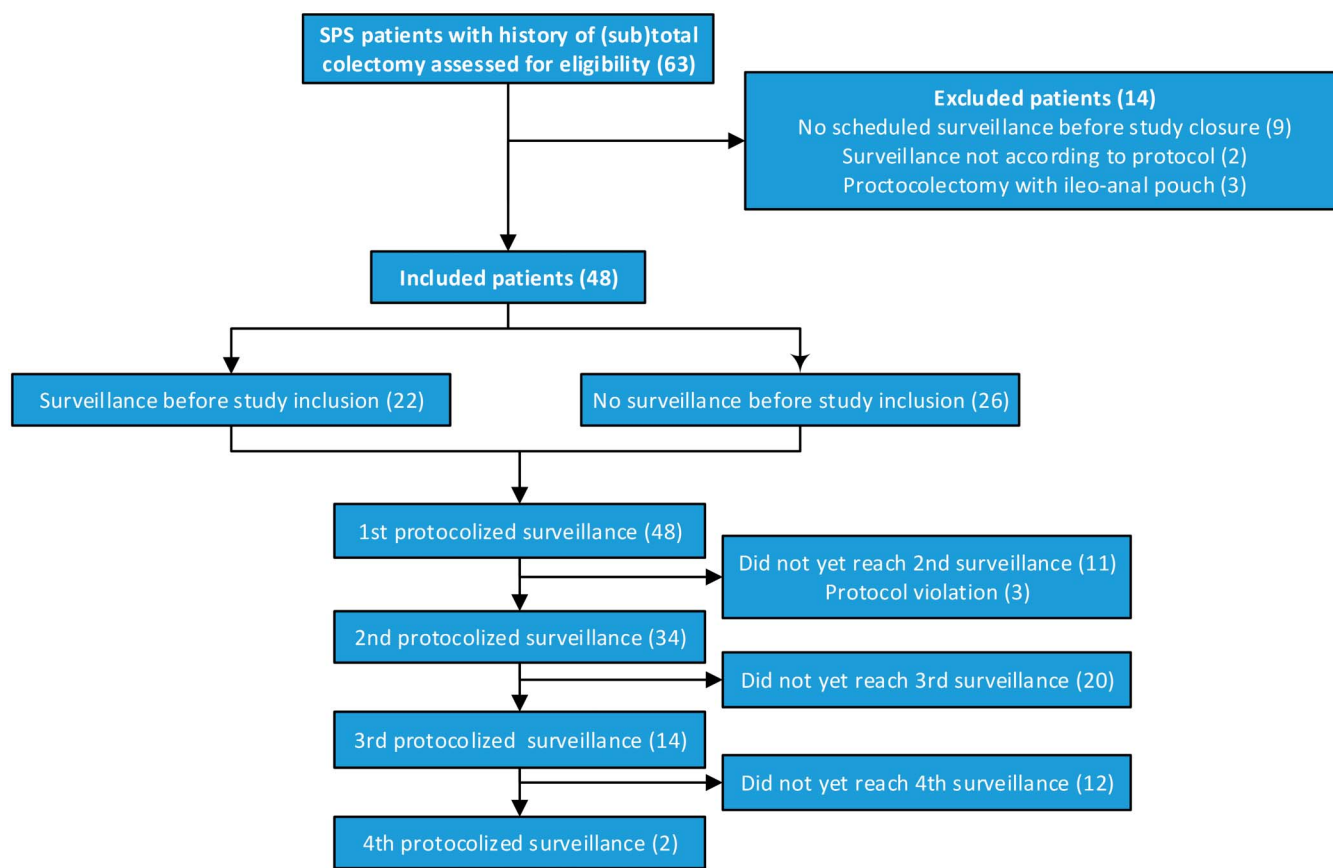 SPS patients with history of (sub)total
colectomy assessed for eligibility (63)
Excluded patients (14)
No scheduled surveillance before study closure (9)
Surveillance not according to protocol (2)
Proctocolectomy with ileo-anal pouch (3)
Included patients (48)
Surveillance before study inclusion (22)
No surveillance before study inclusion (26)
1st protocolized surveillance (48)
Did not yet reach 2nd surveillance (11)
Protocol violation (3)
2nd protocolized surveillance (34)
Did not yet reach 3rd surveillance (20)
3rd protocolized surveillance (14)
Did not yet reach 4th surveillance (12)
4th protocolized surveillance (2)